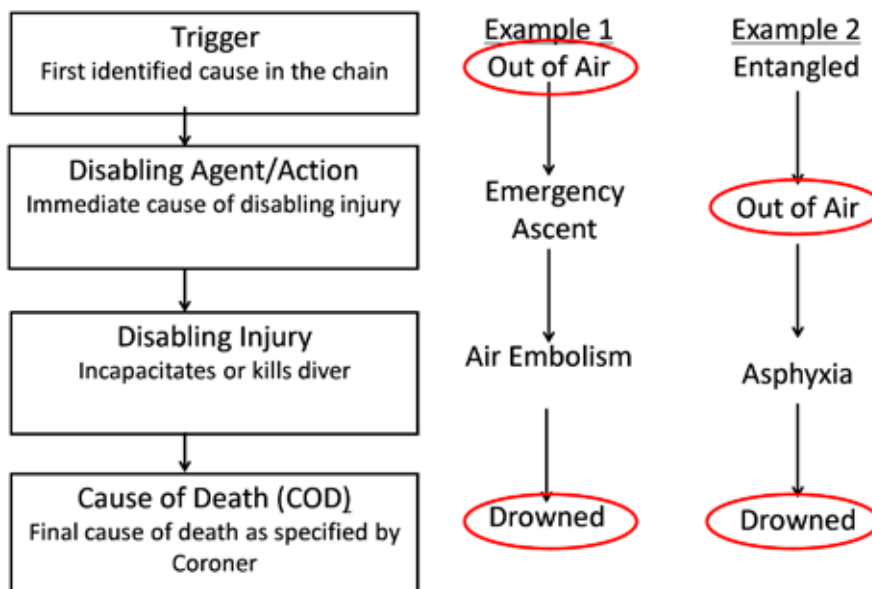 Trigger
First identified cause in the chain
Disabling Agent/Action
Immediate cause of disabling injury
Disabling Injury
Incapacitates or kills diver
Cause of Death (COD)
Final cause of death as specified by
Coroner
Example 1
Out of Air
Emergency
Ascent
Air Embolism
Drowned
Example 2
Entangled
Out of Air
Asphyxia
Drowned